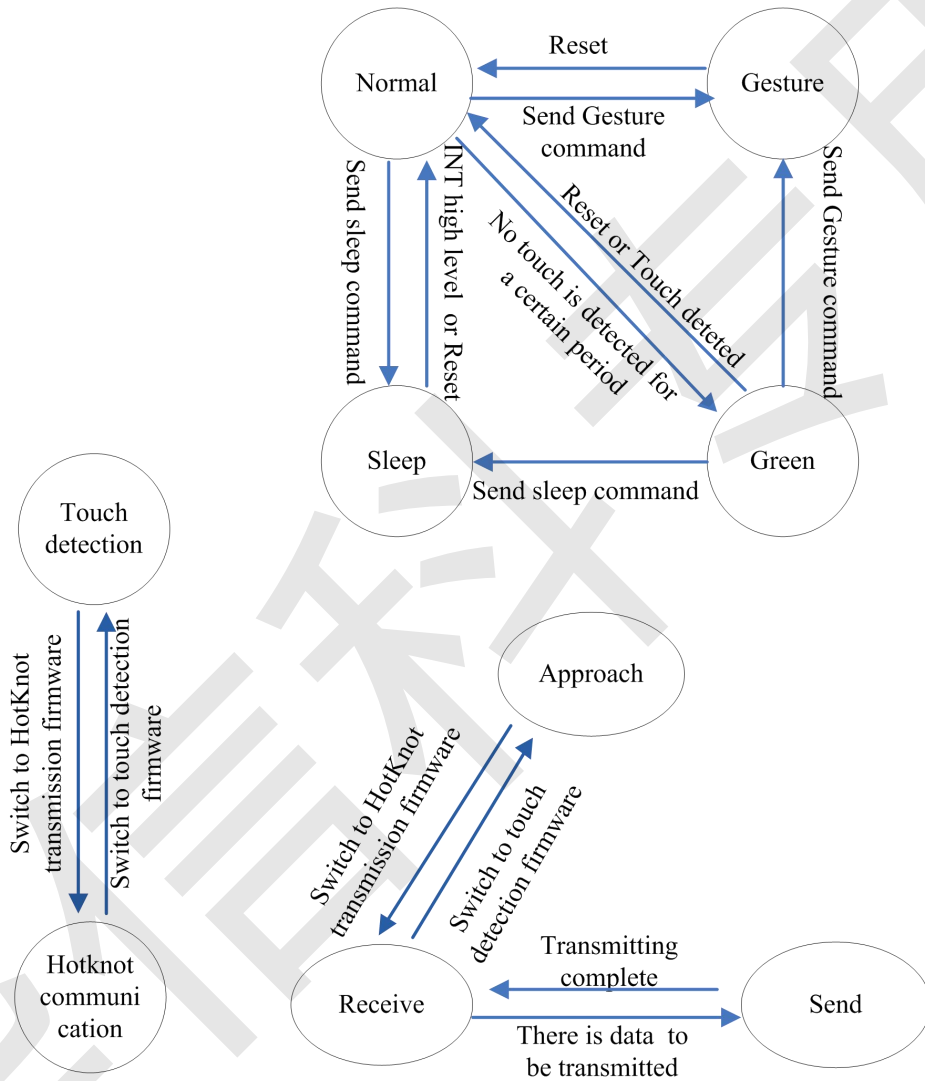 Reset
Normal
Gesture
Send Gesture
command
Send sleep command
INT high level  or Reset
Reset or Touch deteted
No touch is detected for
a certain period
Send Gesture command
Sleep
Green
Send sleep command
Touch
detection
Switch to HotKnot
transmission firmware
Switch to touch detection
firmware
Approach
Switch to HotKnot
transmission firmware
Switch to touch
detection firmware
Hotknot
communi
cation
Receive
Transmitting
complete
Send
There is data  to
be transmitted
信科